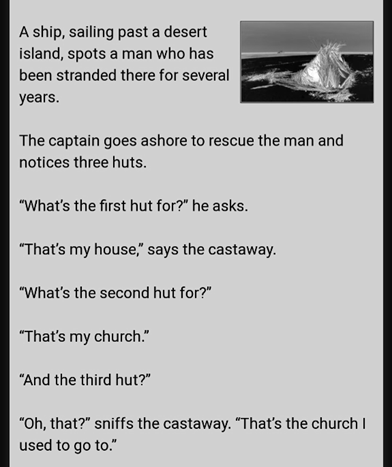 A ship, sailing past a desert
island, spots a man who has
been stranded there for several
years.
The captain goes ashore to rescue the man and
notices three huts.
“What’s the first hut for?” he asks.
“That’s my house,” says the castaway.
“What’s the second hut for?”
“That’s my church.”
“And the third hut?”
“Oh, that?” sniffs the castaway. “That’s the church I
used to go to.”